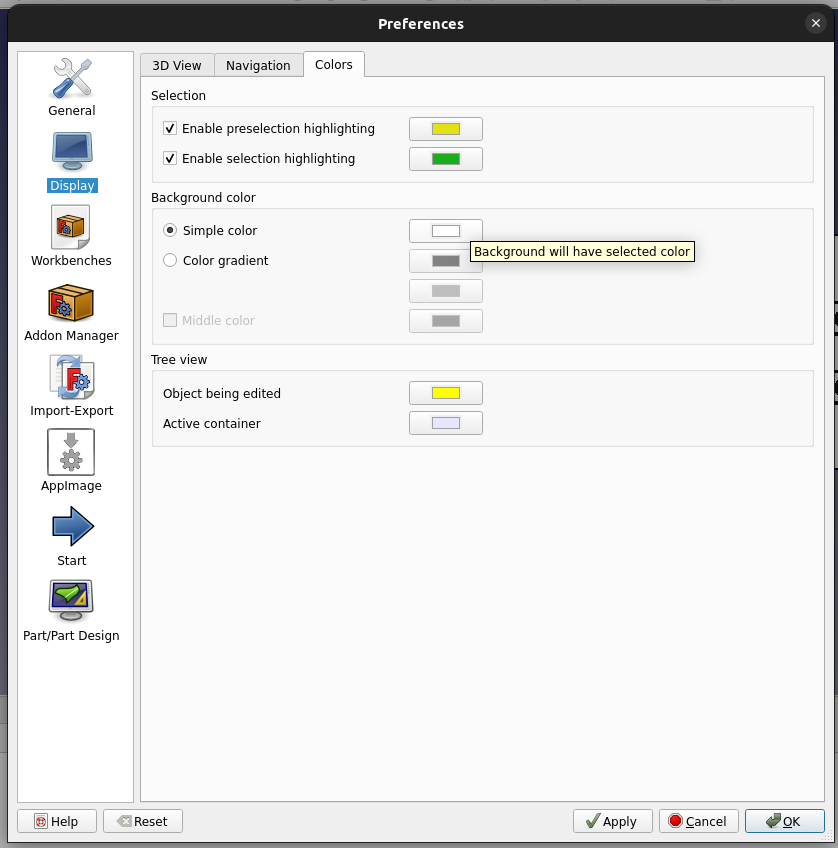 Preferences
General
Display
Workbenches
Addon Manager
Import-Export
AppImage
Start
Part/Part Design
3D View Navigation Colors
Selection
Enable preselection highlighting
Enable selection highlighting
Background color
Simple color
Background will have selected color
Color gradient
Middle color
Tree view
Object being edited
Active container
Help Reset Apply Cancel OK